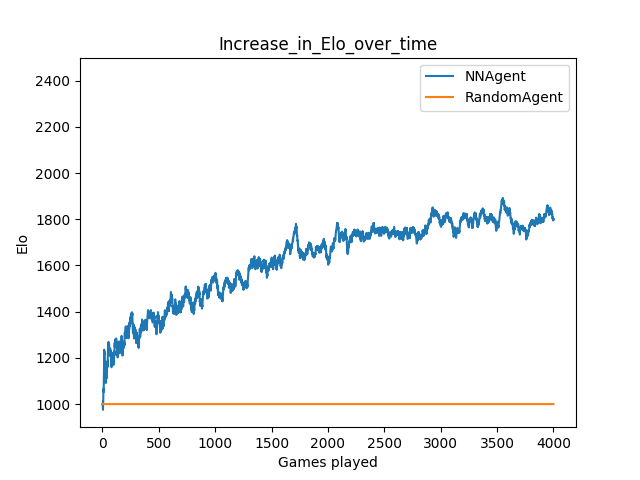 Increase_in_Elo_over_time
NNAgent
RandomAgent
2400
2200
2000
1800
1600
1400
1200
1000
Elo
0 500 1000 1500 2000 2500 3000 3500 4000
Games played